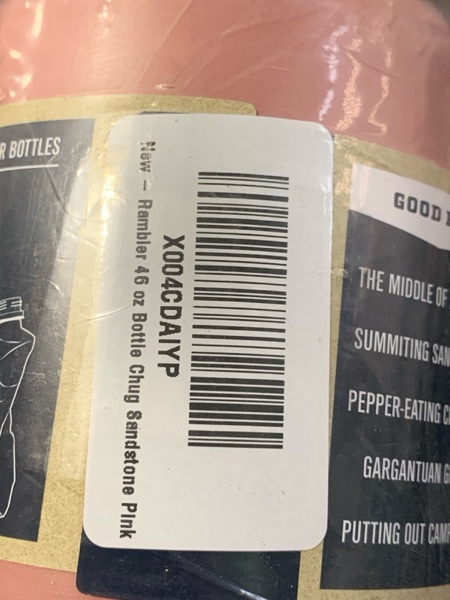 R BOTTLES
X004CDAIYP
New - Rambler 46 oz Bottle Chug Sandstone Pink
GOOD
THE MIDDLE OF
SUMMITING SAN
PEPPER-EATING
GARGANTUAN
PUTTING OUT CAMP